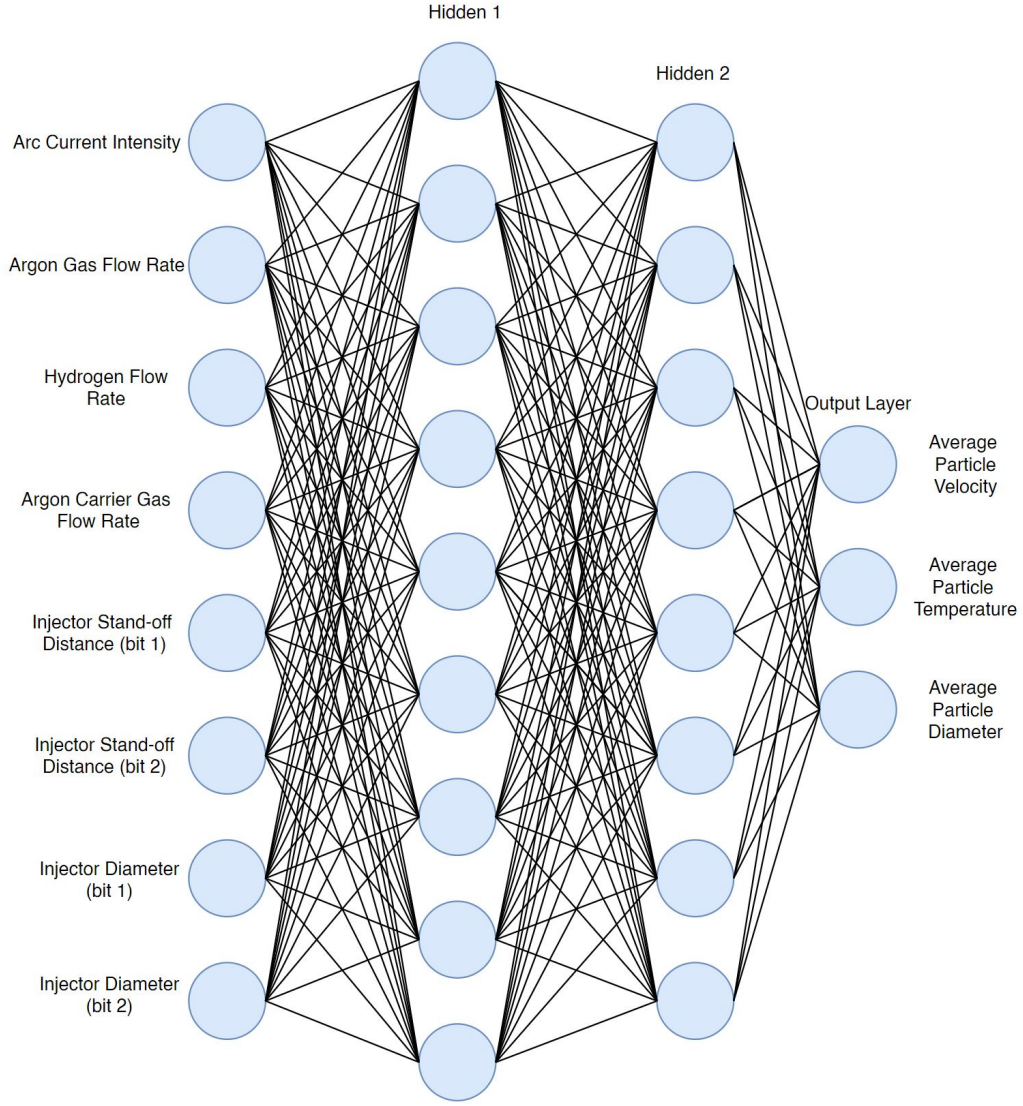 Hidden 1
Hidden 2
Arc Current Intensity
Argon Gas Flow Rate
Hydrogen Flow
Rate
Argon Carrier Gas
Flow Rate
Injector Stand-off
Distance (bit 1)
Injector Stand-off
Distance (bit 2)
Injector Diameter
(bit 1)
Injector Diameter
(bit 2)
Output Layer
Average
Particle
Velocity
Average
Particle
Temperature
Average
Particle
Diameter